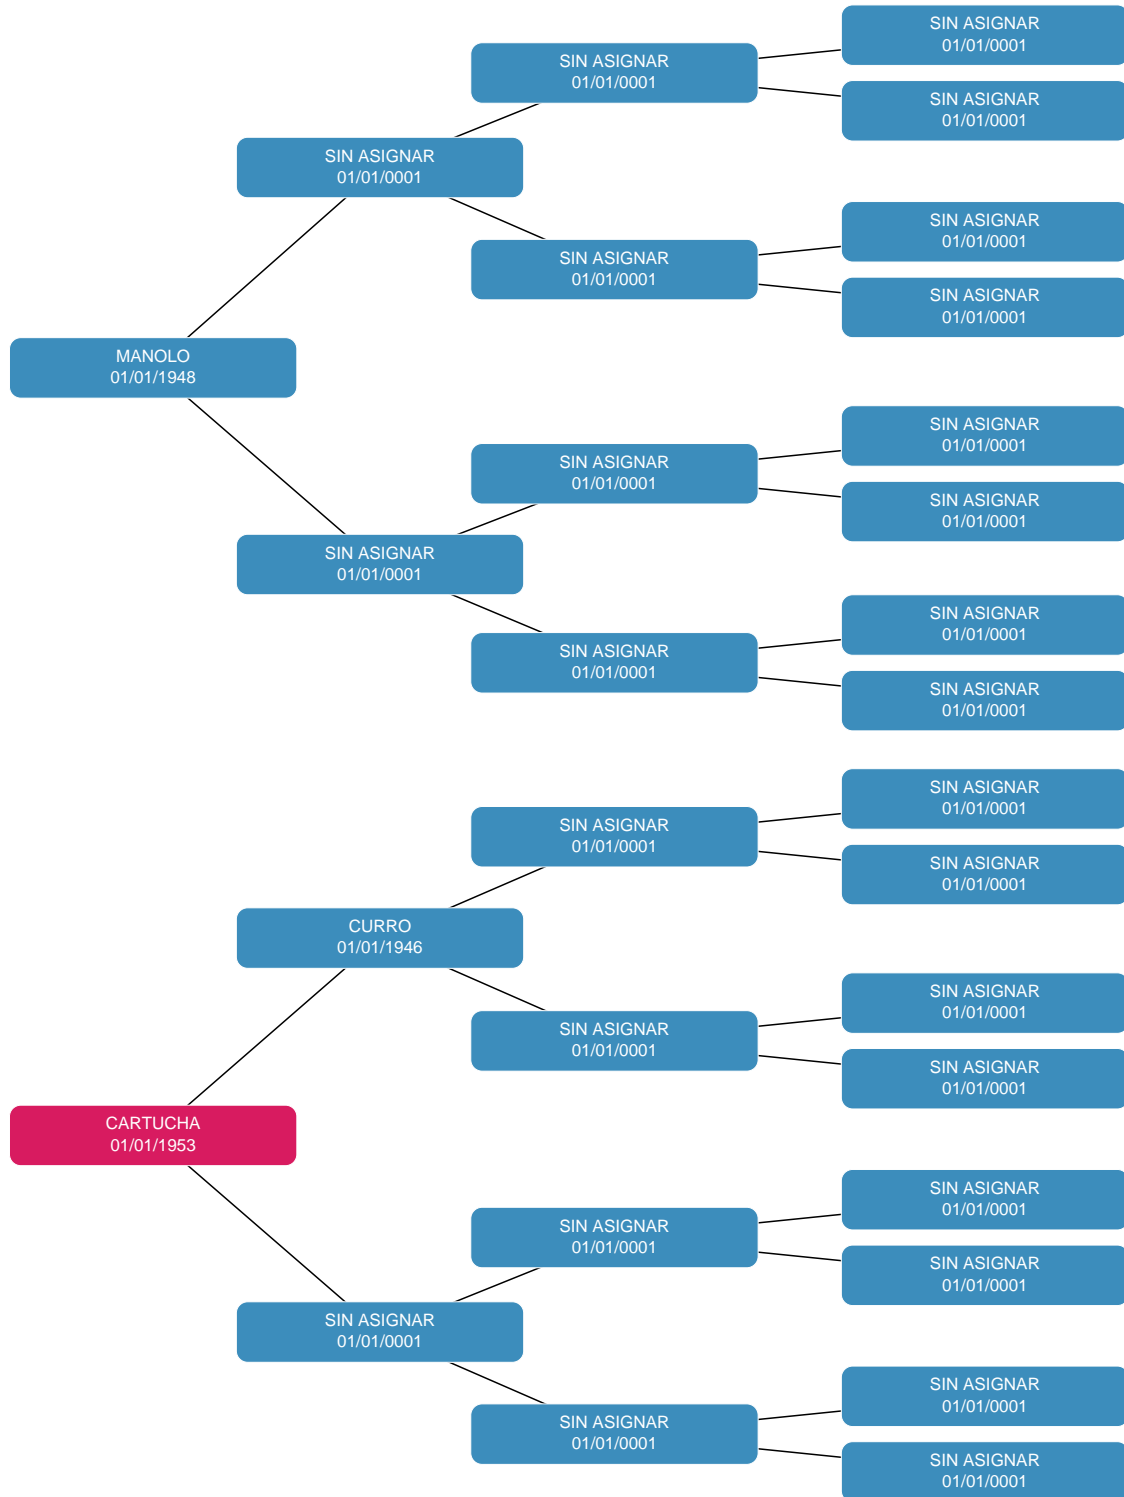 SIN ASIGNAR
01/01/0001
SIN ASIGNAR
01/01/0001
SIN ASIGNAR
01/01/0001
SIN ASIGNAR
01/01/0001
SIN ASIGNAR
01/01/0001
SIN ASIGNAR
01/01/0001
SIN ASIGNAR
01/01/0001
MANOLO
01/01/1948
SIN ASIGNAR
01/01/0001
SIN ASIGNAR
01/01/0001
SIN ASIGNAR
01/01/0001
SIN ASIGNAR
01/01/0001
SIN ASIGNAR
01/01/0001
SIN ASIGNAR
01/01/0001
SIN ASIGNAR
01/01/0001
SIN ASIGNAR
01/01/0001
SIN ASIGNAR
01/01/0001
SIN ASIGNAR
01/01/0001
CURRO
01/01/1946
SIN ASIGNAR
01/01/0001
SIN ASIGNAR
01/01/0001
SIN ASIGNAR
01/01/0001
CARTUCHA
01/01/1953
SIN ASIGNAR
01/01/0001
SIN ASIGNAR
01/01/0001
SIN ASIGNAR
01/01/0001
SIN ASIGNAR
01/01/0001
SIN ASIGNAR
01/01/0001
SIN ASIGNAR
01/01/0001
SIN ASIGNAR
01/01/0001